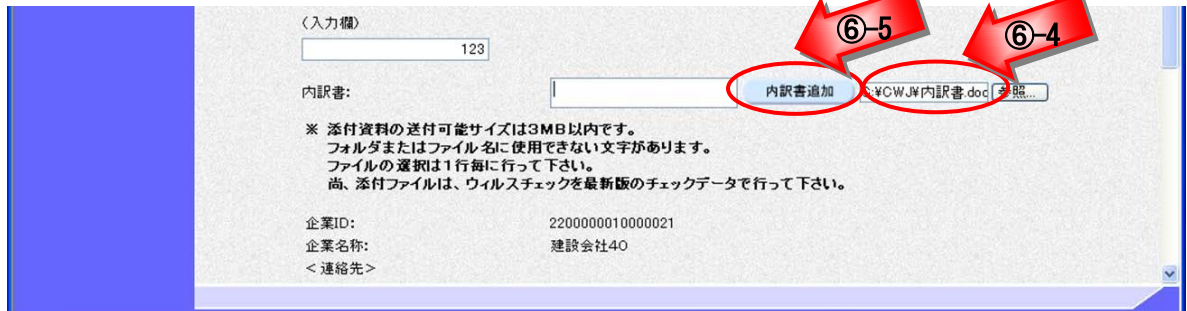 (入力欄)
123
⑥-5
⑥-4
内訳書:
内訳書追加
C:¥CWJ¥内訳書.doc
参照...
※ 添付資料の送付可能サイズは3MB以内です。
フォルダまたはファイル名に使用できない文字があります。
ファイルの選択は1行毎に行って下さい。
尚、添付ファイルは、ウィルスチェックを最新版のチェックデータで行って下さい。
企業ID:
2200000010000021
企業名称:
建設会社40
<連絡先>